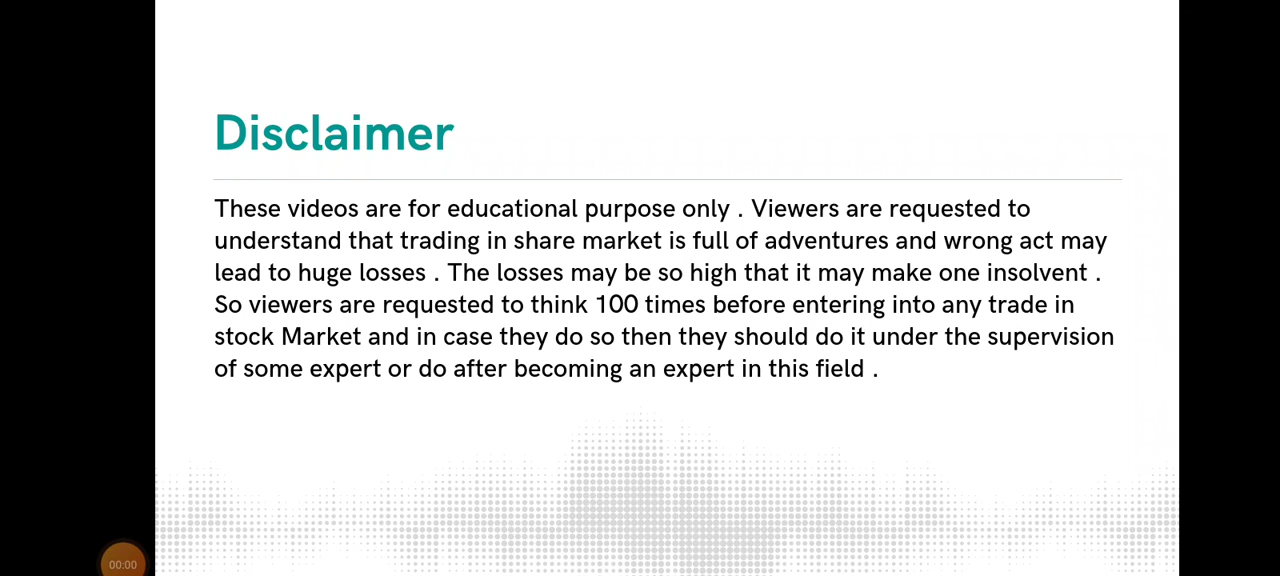 Disclaimer
These videos are for educational purpose only . Viewers are requested to
understand that trading in share market is full of adventures and wrong act may
lead to huge losses . The losses may be so high that it may make one insolvent .
So viewers are requested to think 100 times before entering into any trade in
stock Market and in case they do so then they should do it under the supervision
of some expert or do after becoming an expert in this field .
00:00